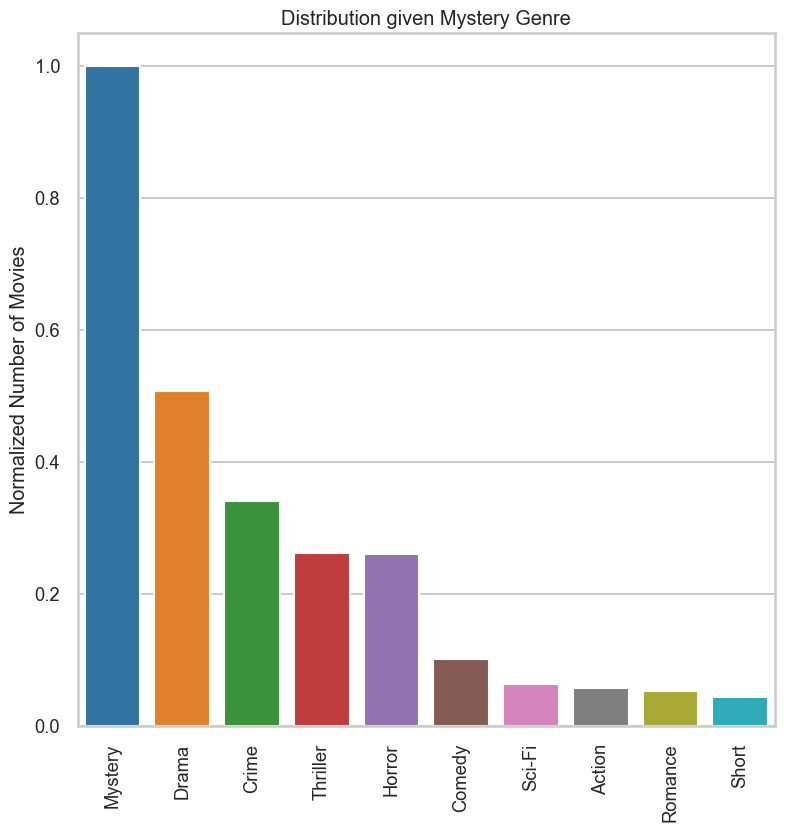 Distribution given Mystery Genre
Normalized Number of Movies
1.0
0.8
0.6
0.4
0.2
0.0
Mystery
Drama
Crime
Thriller
Horror
Comedy
Sci-Fi
Action
Romance
Short